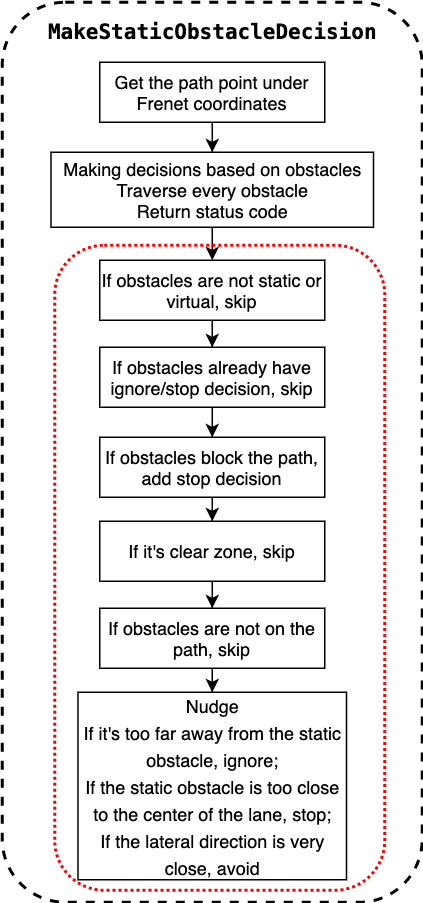 MakeStaticObstacleDecision
Get the path point under
Frenet coordinates
Making decisions based on obstacles
Traverse every obstacle
Return status code
If obstacles are not static or
virtual, skip
If obstacles already have
ignore/stop decision, skip
If obstacles block the path,
add stop decision
If it's clear zone, skip
If obstacles are not on the
path, skip
Nudge
If it's too far away from the static
obstacle, ignore;
If the static obstacle is too close
to the center of the lane, stop;
If the lateral direction is very
close, avoid